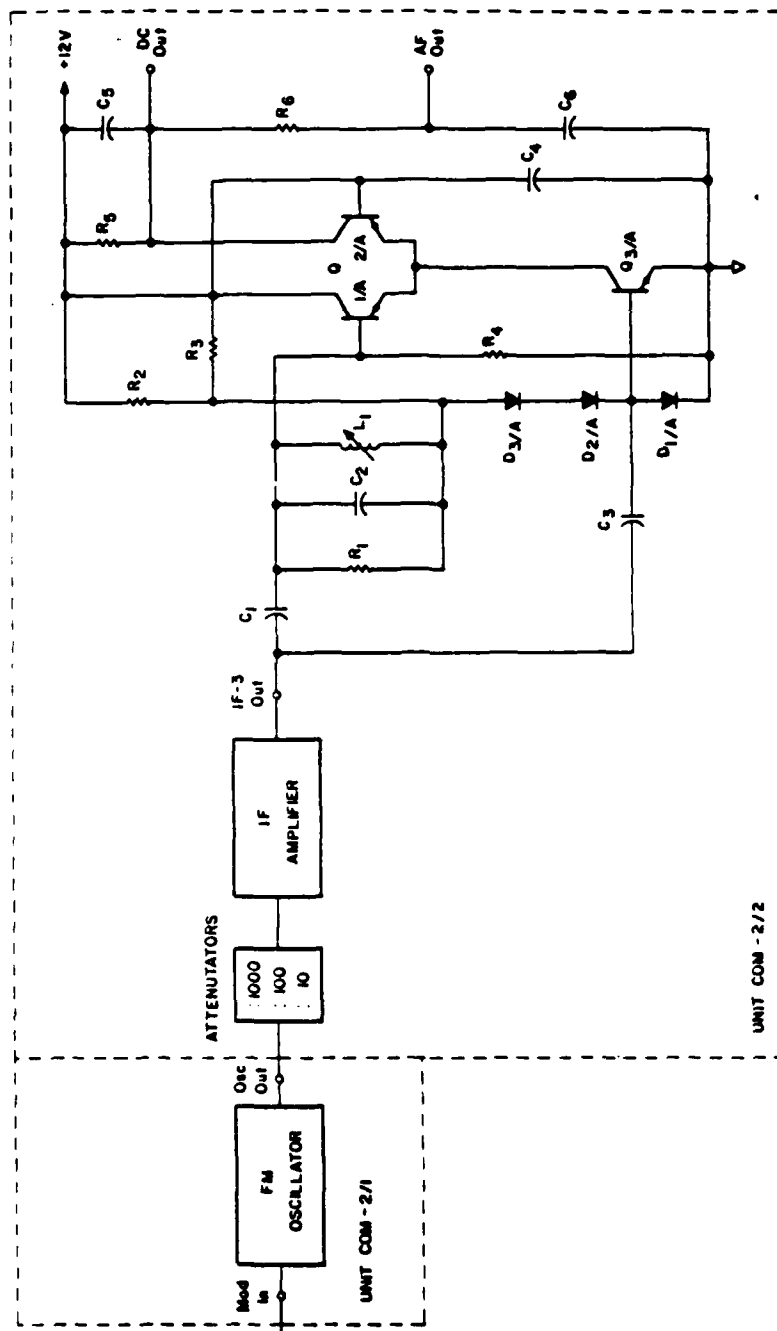 Mod
In
FM
OSCILLATOR
Osc
Out
UNIT COM - 2/1
ATTENUTATORS
: 1000
: 100
: 10
IF
AMPLIFIER
IF-3
Out
C1
R1
C2
L1
R2
R3
R4
R5
Q
1/A
2/A
Q3/A
D3/A
D2/A
D1/A
C3
C4
C5
C6
R6
+12V
DC
Out
AF
Out
UNIT COM - 2/2